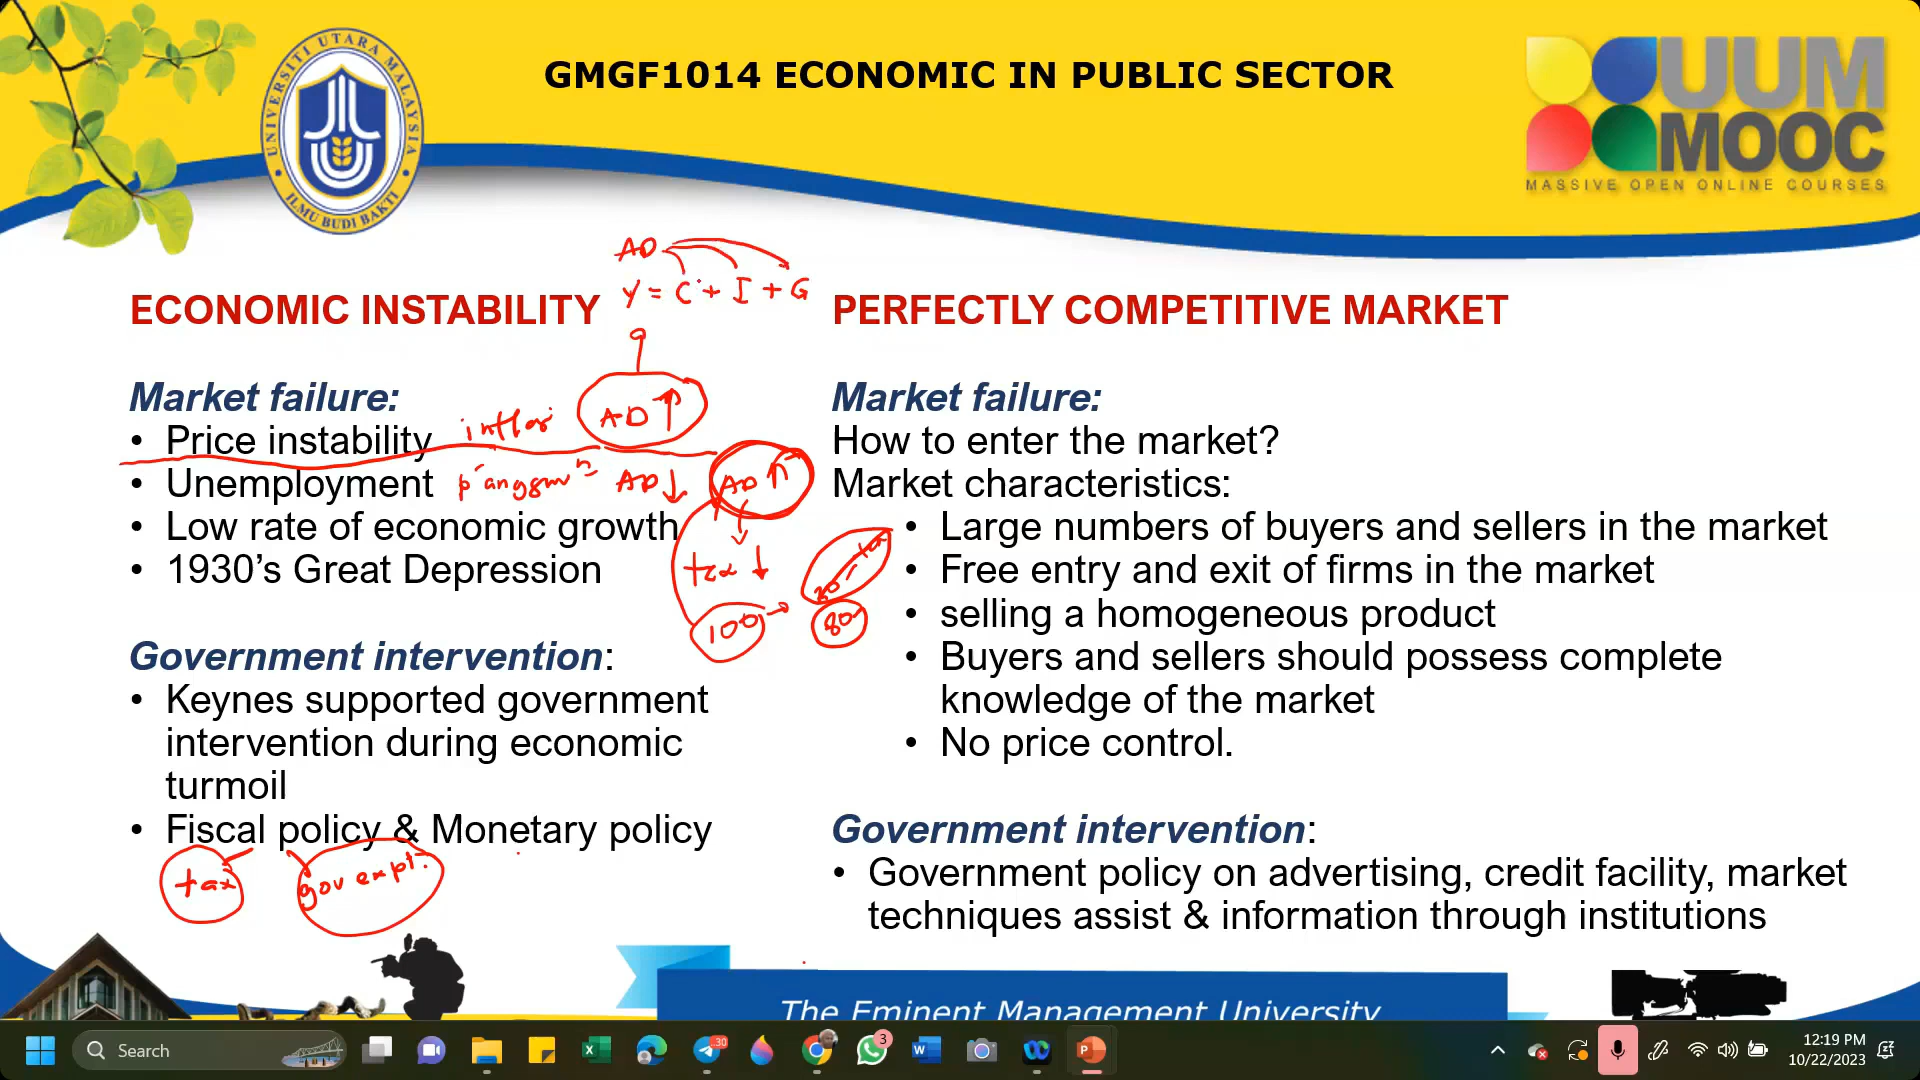 GMGF1014 ECONOMIC IN PUBLIC SECTOR
UNIVERSITI UTARA MALAYSIA
ILMU BUDI BAKTI
UUM
MOOC
MASSIVE OPEN ONLINE COURSES
AD
Y = C + I + G
ECONOMIC INSTABILITY
Market failure:
AD ↑
• Price instability
• Unemployment
AD ↓
AD ↑
• Low rate of economic growth
• 1930’s Great Depression
tax ↓
100
80
Government intervention:
• Keynes supported government
intervention during economic
turmoil
• Fiscal policy & Monetary policy
tax
gov expt.
PERFECTLY COMPETITIVE MARKET
Market failure:
How to enter the market?
Market characteristics:
• Large numbers of buyers and sellers in the market
• Free entry and exit of firms in the market
• selling a homogeneous product
• Buyers and sellers should possess complete
knowledge of the market
• No price control.
Government intervention:
• Government policy on advertising, credit facility, market
techniques assist & information through institutions
The Eminent Management University
Search
30
3
12:19 PM
10/22/2023